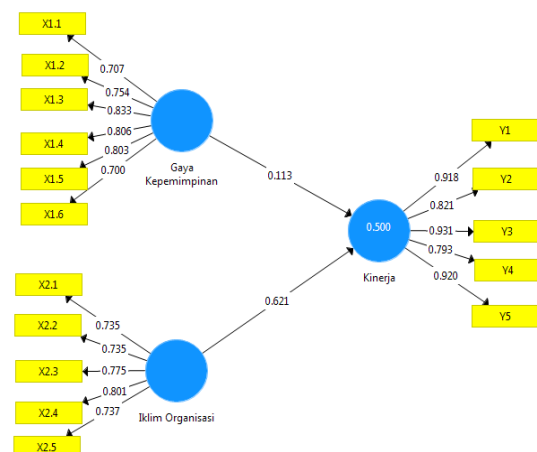 X1.1
X1.2
X1.3
X1.4
X1.5
X1.6
0.707
0.754
0.833
0.806
0.803
0.700
Gaya
Kepemimpinan
0.113
0.500
Kinerja
0.918
0.821
0.931
0.793
0.920
Y1
Y2
Y3
Y4
Y5
0.621
X2.1
X2.2
X2.3
X2.4
X2.5
0.735
0.735
0.775
0.801
0.737
Iklim Organisasi